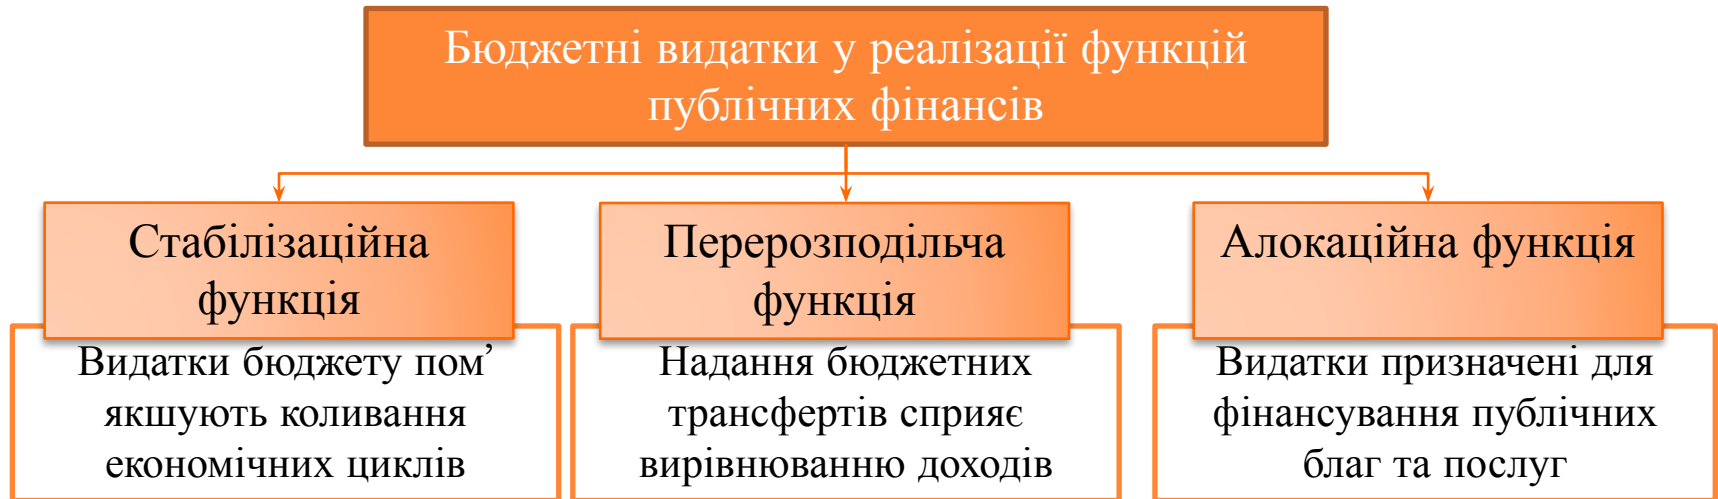 Бюджетні видатки у реалізації функцій
публічних фінансів
Стабілізаційна
функція
Видатки бюджету пом’
якшують коливання
економічних циклів
Перерозподільча
функція
Надання бюджетних
трансфертів сприяє
вирівнюванню доходів
Алокаційна функція
Видатки призначені для
фінансування публічних
благ та послуг